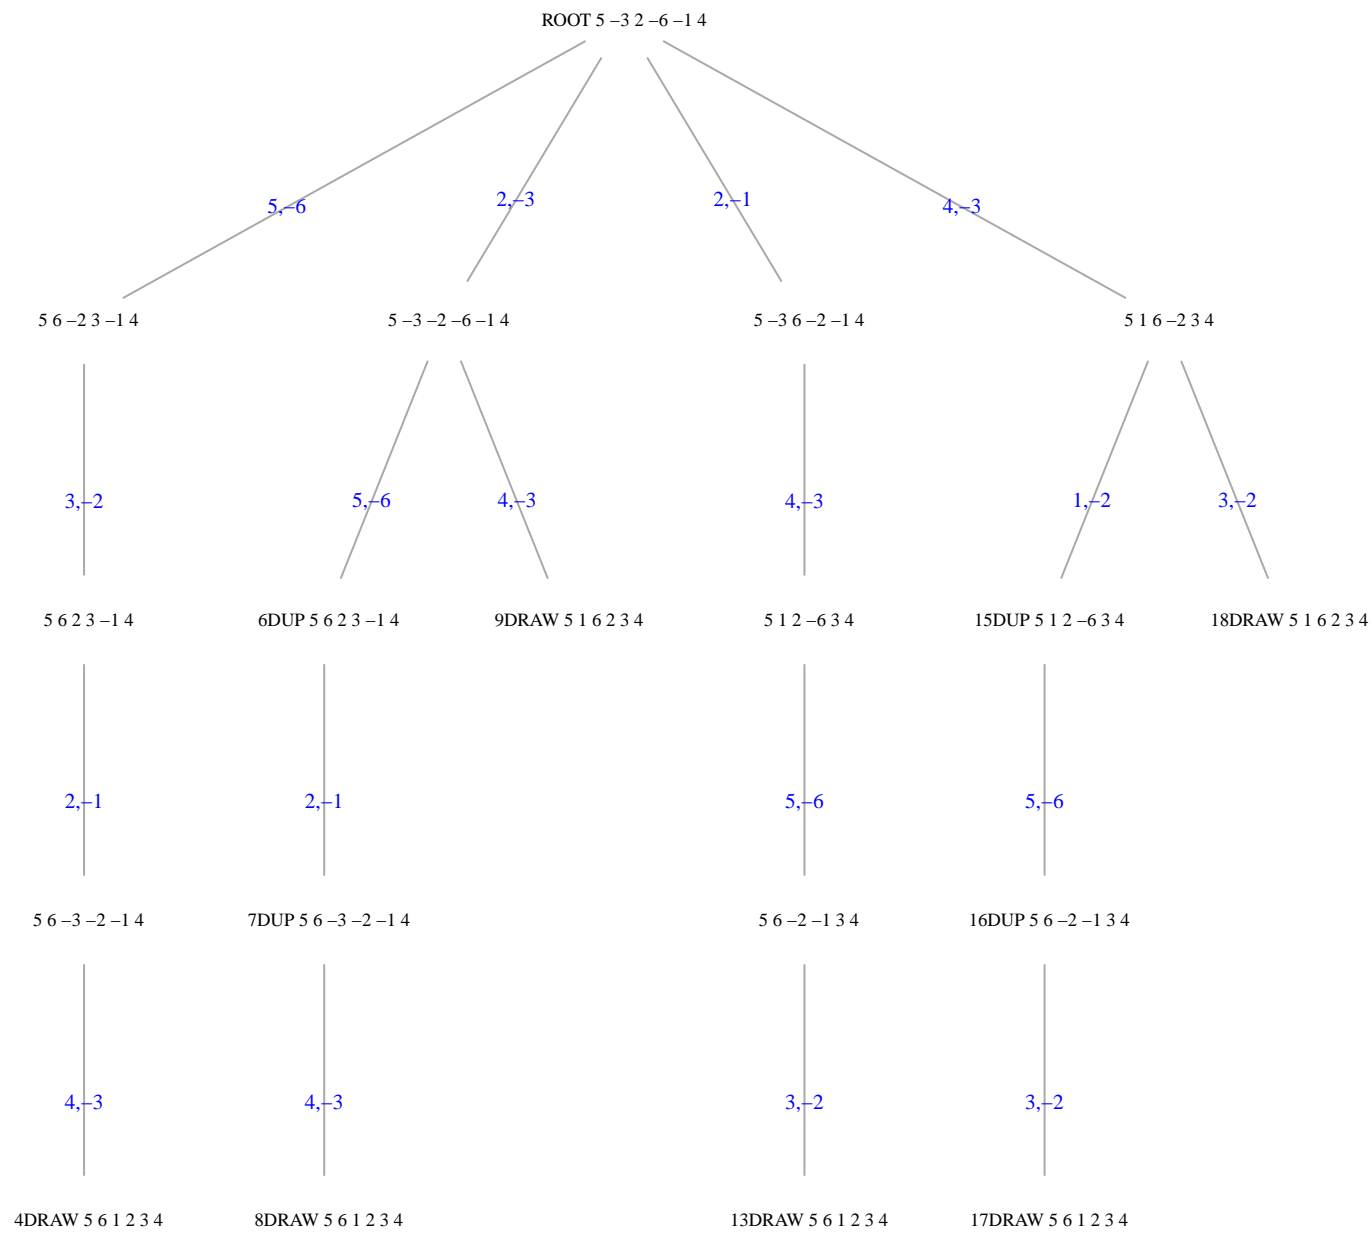 ROOT 5 –3 2 –6 –1 4
5,–6
2,–3
2,–1
4,–3
5 6 –2 3 –1 4
5 –3 –2 –6 –1 4
5 –3 6 –2 –1 4
5 1 6 –2 3 4
3,–2
5,–6
4,–3
4,–3
1,–2
3,–2
5 6 2 3 –1 4
6DUP 5 6 2 3 –1 4
9DRAW 5 1 6 2 3 4
5 1 2 –6 3 4
15DUP 5 1 2 –6 3 4
18DRAW 5 1 6 2 3 4
2,–1
2,–1
5,–6
5,–6
5 6 –3 –2 –1 4
7DUP 5 6 –3 –2 –1 4
5 6 –2 –1 3 4
16DUP 5 6 –2 –1 3 4
4,–3
4,–3
3,–2
3,–2
4DRAW 5 6 1 2 3 4
8DRAW 5 6 1 2 3 4
13DRAW 5 6 1 2 3 4
17DRAW 5 6 1 2 3 4